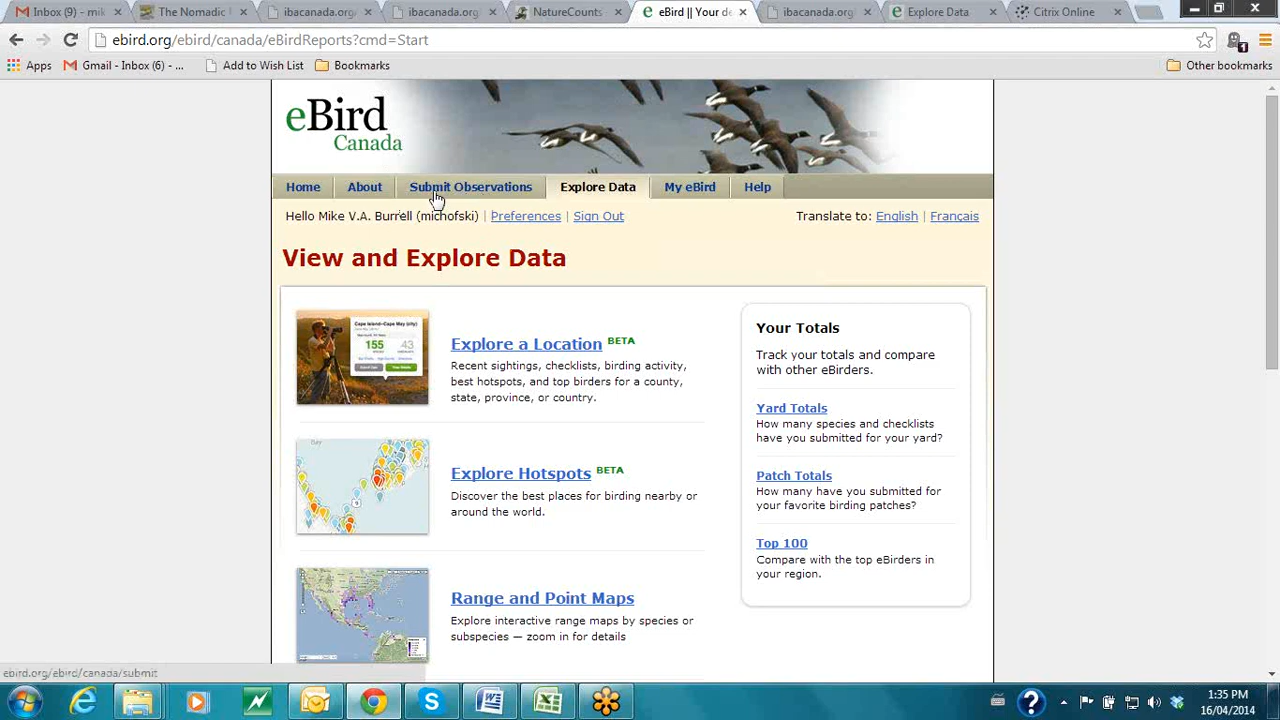 Inbox (9) - mik
The Nomadic
ibacanada.org/
ibacanada.org/
NatureCounts
eBird || Your de
ibacanada.org/
Explore Data
Citrix Online
ebird.org/ebird/canada/eBirdReports?cmd=Start
1
Apps
Gmail - Inbox (6) - ...
Add to Wish List
Bookmarks
Other bookmarks
eBird
Canada
Home
About
Submit Observations
Explore Data
My eBird
Help
Hello Mike V.A. Burrell (michofski) | Preferences | Sign Out
Translate to: English | Français
View and Explore Data
Cape Island--Cape May (city)
155
43
Explore a Location BETA
Recent sightings, checklists, birding activity,
best hotspots, and top birders for a county,
state, province, or country.
Explore Hotspots BETA
Discover the best places for birding nearby or
around the world.
Range and Point Maps
Explore interactive range maps by species or
subspecies — zoom in for details
Your Totals
Track your totals and compare
with other eBirders.
Yard Totals
How many species and checklists
have you submitted for your yard?
Patch Totals
How many have you submitted for
your favorite birding patches?
Top 100
Compare with the top eBirders in
your region.
ebird.org/ebird/canada/submit
1:35 PM
16/04/2014